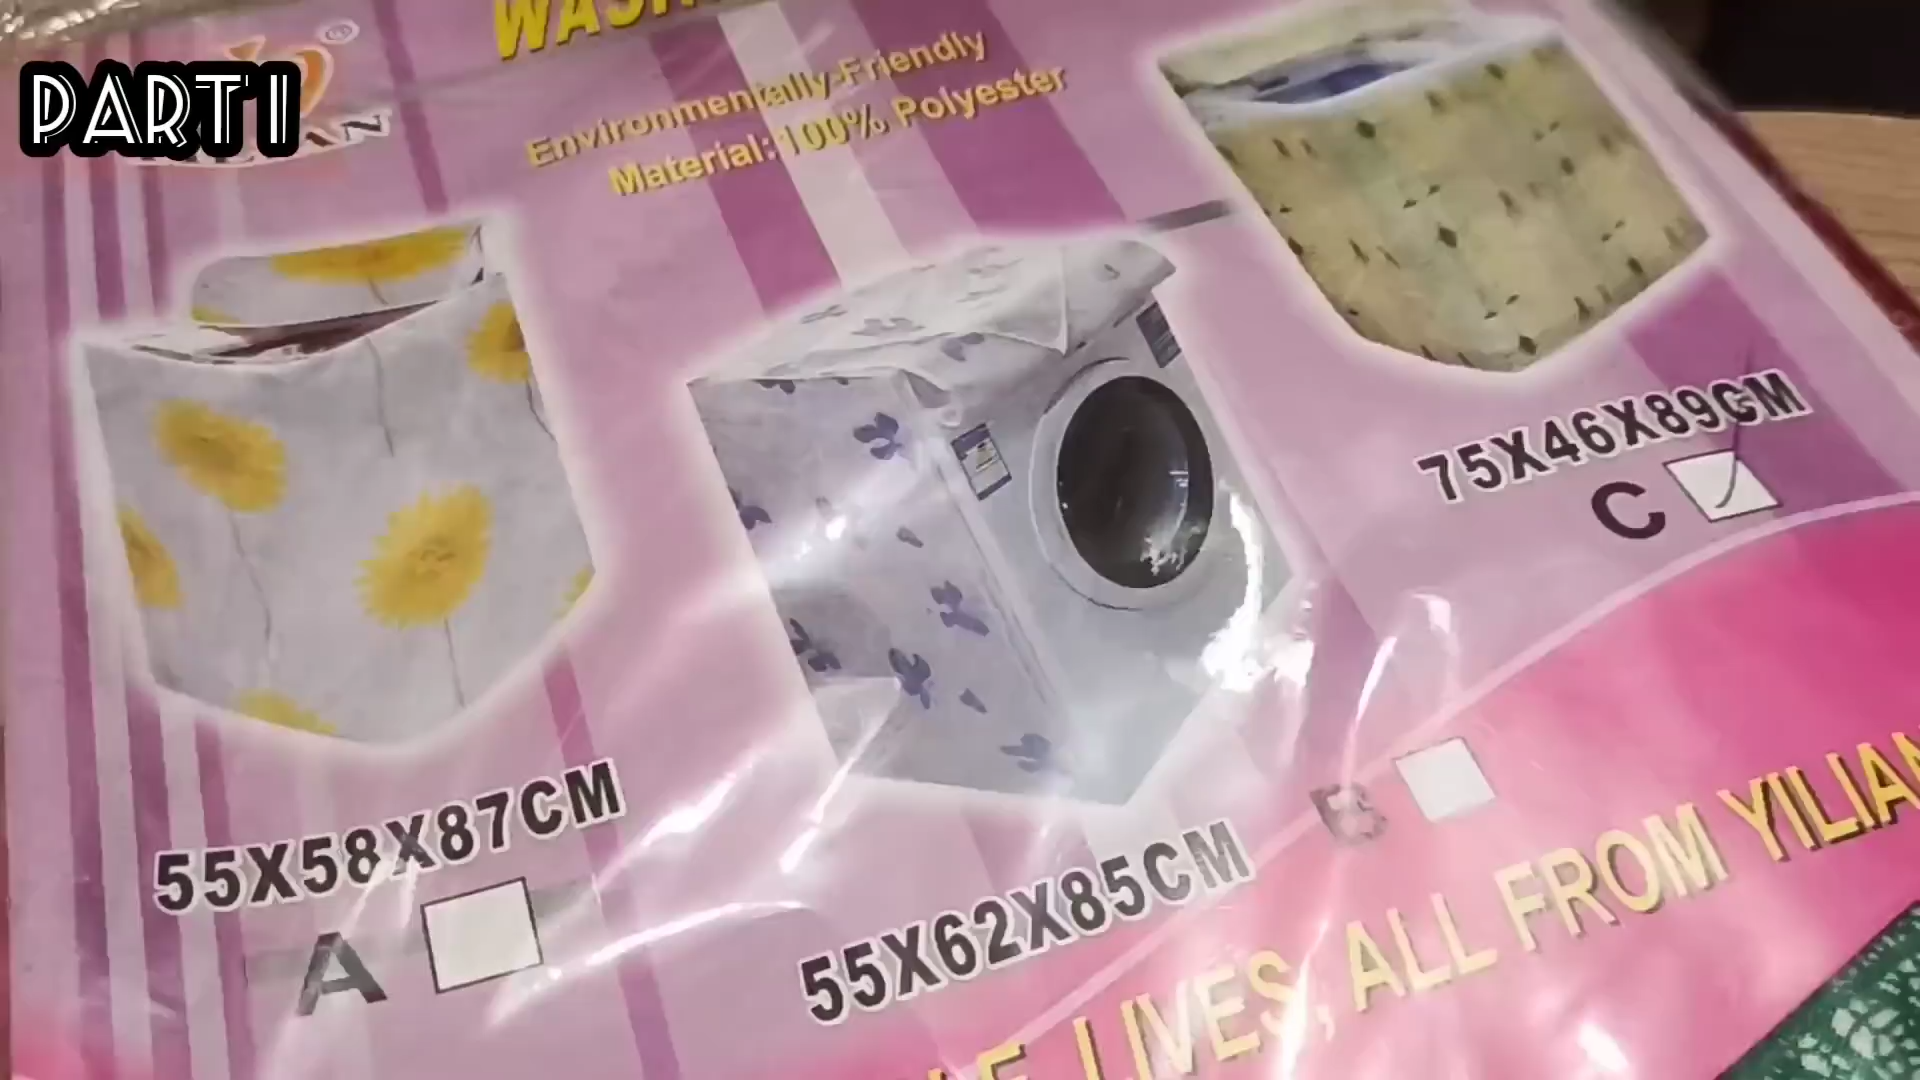 PART 1
®
Environmentally-Friendly
Material:100% Polyester
75X46X89CM
C
55X58X87CM
A
55X62X85CM
B
LIVES, ALL FROM YILIAN